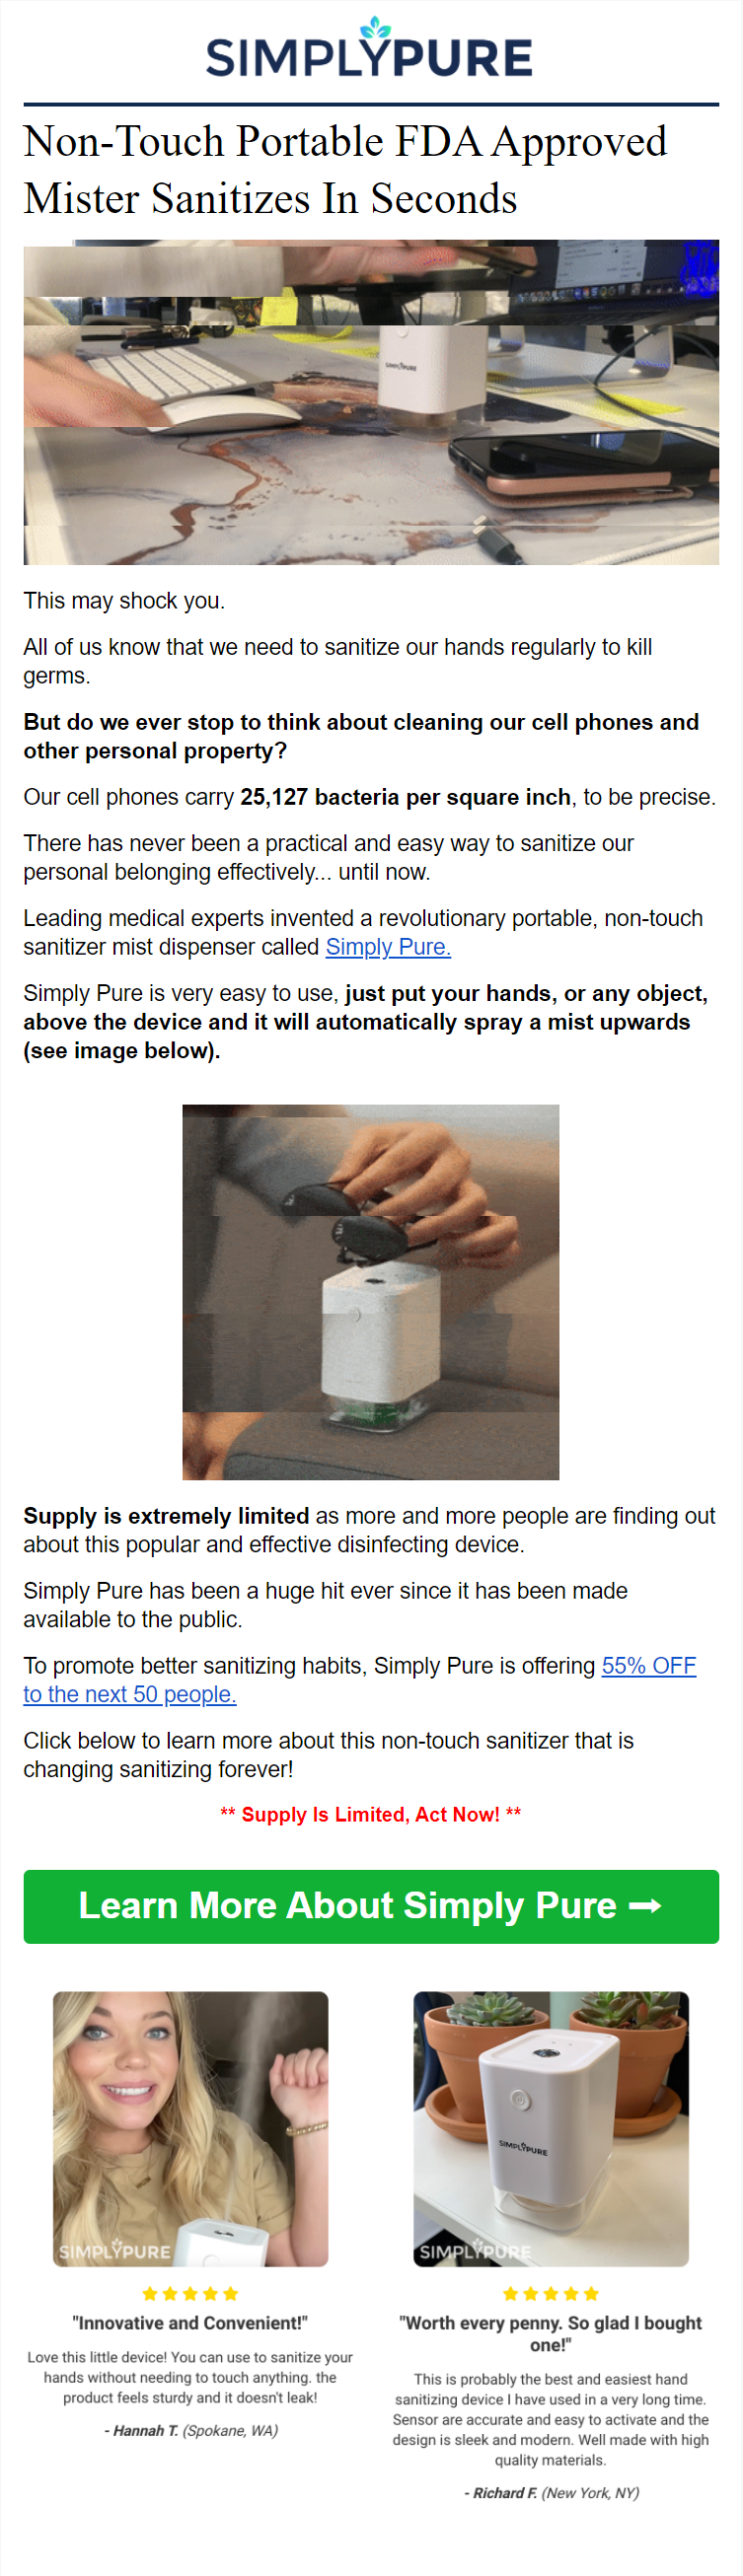 SIMPLYPURE
Non-Touch Portable FDA Approved
Mister Sanitizes In Seconds
SIMPLYPURE
This may shock you.
All of us know that we need to sanitize our hands regularly to kill
germs.
But do we ever stop to think about cleaning our cell phones and
other personal property?
Our cell phones carry 25,127 bacteria per square inch, to be precise.
There has never been a practical and easy way to sanitize our
personal belonging effectively... until now.
Leading medical experts invented a revolutionary portable, non-touch
sanitizer mist dispenser called Simply Pure.
Simply Pure is very easy to use, just put your hands, or any object,
above the device and it will automatically spray a mist upwards
(see image below).
Supply is extremely limited as more and more people are finding out
about this popular and effective disinfecting device.
Simply Pure has been a huge hit ever since it has been made
available to the public.
To promote better sanitizing habits, Simply Pure is offering 55% OFF
to the next 50 people.
Click below to learn more about this non-touch sanitizer that is
changing sanitizing forever!
** Supply Is Limited, Act Now! **
Learn More About Simply Pure ➞
SIMPLYPURE
"Innovative and Convenient!"
Love this little device! You can use to sanitize your
hands without needing to touch anything. the
product feels sturdy and it doesn't leak!
- Hannah T. (Spokane, WA)
SIMPLYPURE
SIMPLYPURE
"Worth every penny. So glad I bought
one!"
This is probably the best and easiest hand
sanitizing device I have used in a very long time.
Sensor are accurate and easy to activate and the
design is sleek and modern. Well made with high
quality materials.
- Richard F. (New York, NY)